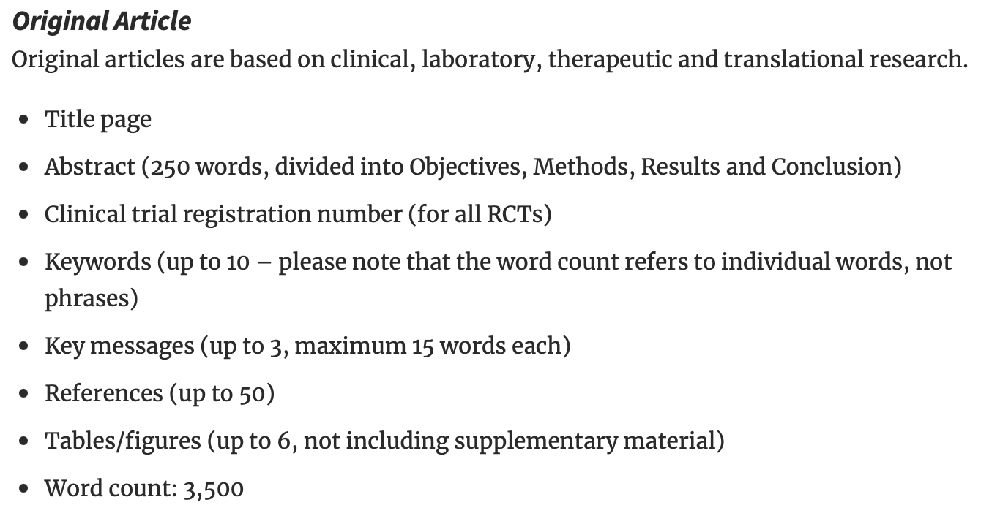 Original Article
Original articles are based on clinical, laboratory, therapeutic and translational research.
• Title page
• Abstract (250 words, divided into Objectives, Methods, Results and Conclusion)
• Clinical trial registration number (for all RCTs)
• Keywords (up to 10 – please note that the word count refers to individual words, not
phrases)
• Key messages (up to 3, maximum 15 words each)
• References (up to 50)
• Tables/figures (up to 6, not including supplementary material)
• Word count: 3,500